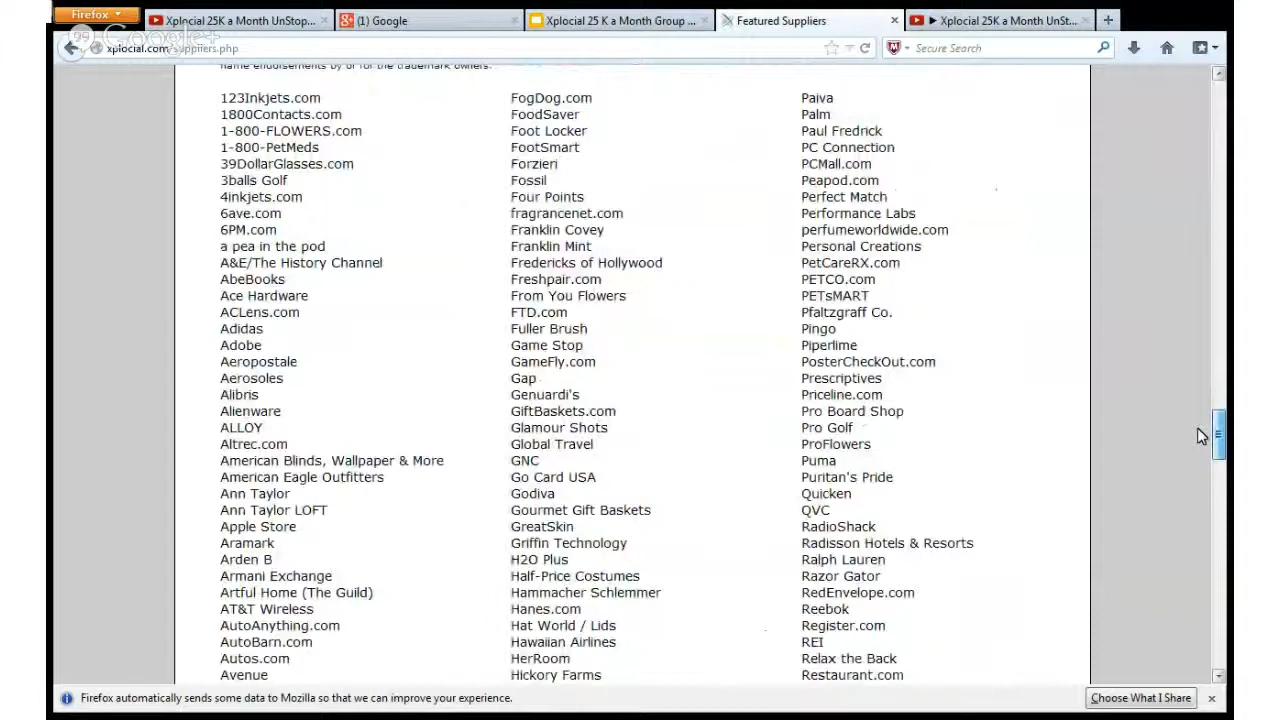 Firefox
Xplocial 25K a Month UnStop...
(1) Google
Xplocial 25 K a Month Group ...
Featured Suppliers
Xplocial 25K a Month UnSt...
Google+
xplocial.com/suppliers.php
Secure Search
name endorsements by or for the trademark owners.
123Inkjets.com
1800Contacts.com
1-800-FLOWERS.com
1-800-PetMeds
39DollarGlasses.com
3balls Golf
4inkjets.com
6ave.com
6PM.com
a pea in the pod
A&E/The History Channel
AbeBooks
Ace Hardware
ACLens.com
Adidas
Adobe
Aeropostale
Aerosoles
Alibris
Alienware
ALLOY
Altrec.com
American Blinds, Wallpaper & More
American Eagle Outfitters
Ann Taylor
Ann Taylor LOFT
Apple Store
Aramark
Arden B
Armani Exchange
Artful Home (The Guild)
AT&T Wireless
AutoAnything.com
AutoBarn.com
Autos.com
Avenue
FogDog.com
FoodSaver
Foot Locker
FootSmart
Forzieri
Fossil
Four Points
fragrancenet.com
Franklin Covey
Franklin Mint
Fredericks of Hollywood
Freshpair.com
From You Flowers
FTD.com
Fuller Brush
Game Stop
GameFly.com
Gap
Genuardi's
GiftBaskets.com
Glamour Shots
Global Travel
GNC
Go Card USA
Godiva
Gourmet Gift Baskets
GreatSkin
Griffin Technology
H2O Plus
Half-Price Costumes
Hammacher Schlemmer
Hanes.com
Hat World / Lids
Hawaiian Airlines
HerRoom
Hickory Farms
Paiva
Palm
Paul Fredrick
PC Connection
PCMall.com
Peapod.com
Perfect Match
Performance Labs
perfumeworldwide.com
Personal Creations
PetCareRX.com
PETCO.com
PETsMART
Pfaltzgraff Co.
Pingo
Piperlime
PosterCheckOut.com
Prescriptives
Priceline.com
Pro Board Shop
Pro Golf
ProFlowers
Puma
Puritan's Pride
Quicken
QVC
RadioShack
Radisson Hotels & Resorts
Ralph Lauren
Razor Gator
RedEnvelope.com
Reebok
Register.com
REI
Relax the Back
Restaurant.com
Firefox automatically sends some data to Mozilla so that we can improve your experience.
Choose What I Share